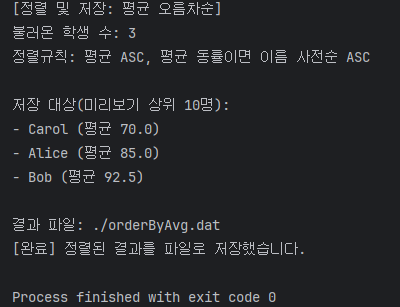 [정렬 및 저장: 평균 오름차순]
불러온 학생 수: 3
정렬규칙: 평균 ASC, 평균 동률이면 이름 사전순 ASC
저장 대상(미리보기 상위 10명):
- Carol (평균 70.0)
- Alice (평균 85.0)
- Bob (평균 92.5)
결과 파일: ./orderByAvg.dat
[완료] 정렬된 결과를 파일로 저장했습니다.
Process finished with exit code 0